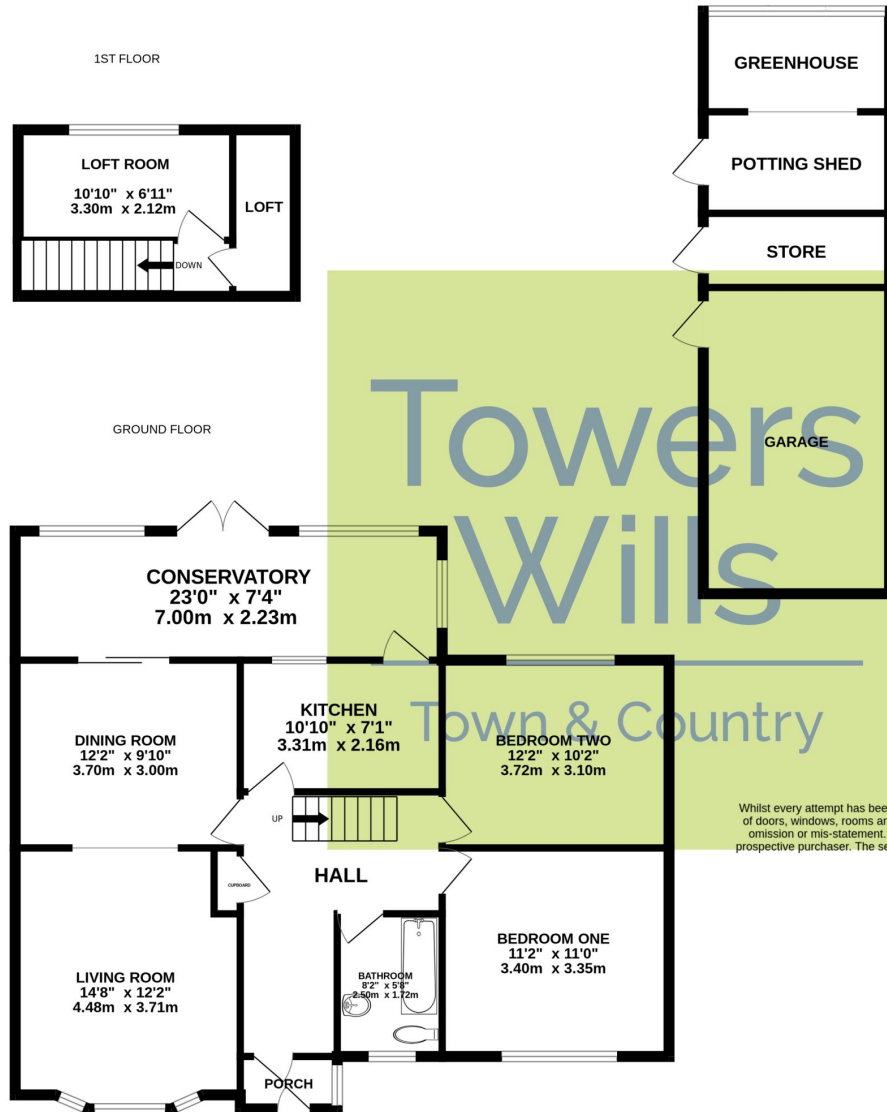 1ST FLOOR
LOFT ROOM
10'10" x 6'11"
3.30m x 2.12m
LOFT
DOWN
GREENHOUSE
POTTING SHED
STORE
GARAGE
Towers
Wills
Town & Country
GROUND FLOOR
CONSERVATORY
23'0" x 7'4"
7.00m x 2.23m
KITCHEN
10'10" x 7'1"
3.31m x 2.16m
DINING ROOM
12'2" x 9'10"
3.70m x 3.00m
BEDROOM TWO
12'2" x 10'2"
3.72m x 3.10m
UP
HALL
CUPBOARD
LIVING ROOM
14'8" x 12'2"
4.48m x 3.71m
BATHROOM
8'2" x 5'8"
2.50m x 1.72m
BEDROOM ONE
11'2" x 11'0"
3.40m x 3.35m
PORCH
Whilst every attempt has bee
of doors, windows, rooms an
omission or mis-statement.
prospective purchaser. The se